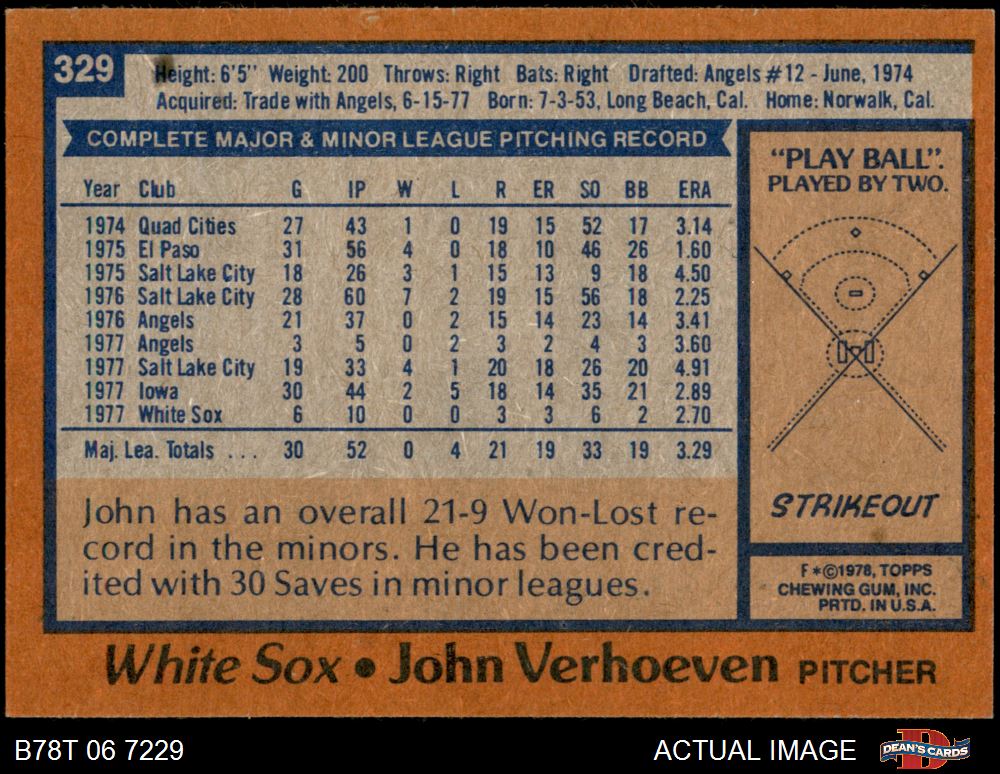 329
Height: 6'5" Weight: 200 Throws: Right Bats: Right Drafted: Angels #12 - June, 1974
Acquired: Trade with Angels, 6-15-77 Born: 7-3-53, Long Beach, Cal. Home: Norwalk, Cal.
COMPLETE MAJOR & MINOR LEAGUE PITCHING RECORD
Year Club G IP W L R ER SO BB ERA
1974 Quad Cities 27 43 1 0 19 15 52 17 3.14
1975 El Paso 31 56 4 0 18 10 46 26 1.60
1975 Salt Lake City 18 26 3 1 15 13 9 18 4.50
1976 Salt Lake City 28 60 7 2 19 15 56 18 2.25
1976 Angels 21 37 0 2 15 14 23 14 3.41
1977 Angels 3 5 0 2 3 2 4 3 3.60
1977 Salt Lake City 19 33 4 1 20 18 26 20 4.91
1977 Iowa 30 44 2 5 18 14 35 21 2.89
1977 White Sox 6 10 0 0 3 3 6 2 2.70
Maj. Lea. Totals ... 30 52 0 4 21 19 33 19 3.29
John has an overall 21-9 Won-Lost re-
cord in the minors. He has been cred-
ited with 30 Saves in minor leagues.
"PLAY BALL".
PLAYED BY TWO.
STRIKEOUT
F*©1978, TOPPS
CHEWING GUM, INC.
PRTD. IN U.S.A.
White Sox • John Verhoeven PITCHER
B78T 06 7229 ACTUAL IMAGE DEAN'S CARDS